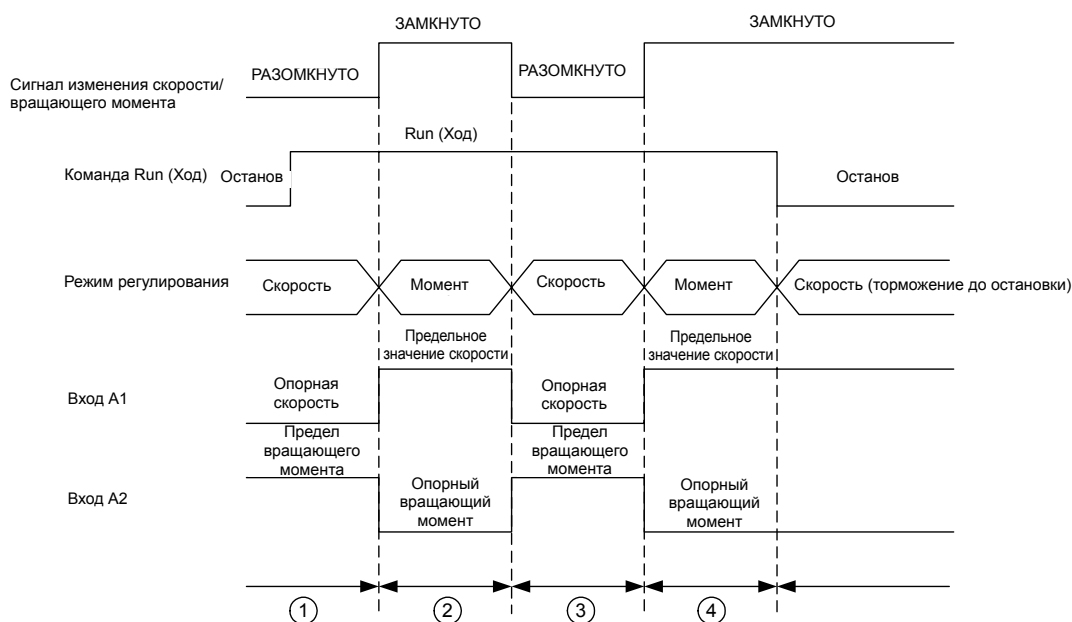 ЗАМКНУТО
ЗАМКНУТО
РАЗОМКНУТО
РАЗОМКНУТО
Сигнал изменения скорости/
вращающего момента
Run (Ход)
Команда Run (Ход)
Останов
Останов
Режим регулирования
Скорость
Момент
Скорость
Момент
Скорость (торможение до остановки)
Предельное
значение скорости
Предельное
значение скорости
Вход A1
Опорная
скорость
Опорная
скорость
Предел
вращающего
момента
Предел
вращающего
момента
Вход A2
Опорный
вращающий
момент
Опорный
вращающий
момент
1
2
3
4